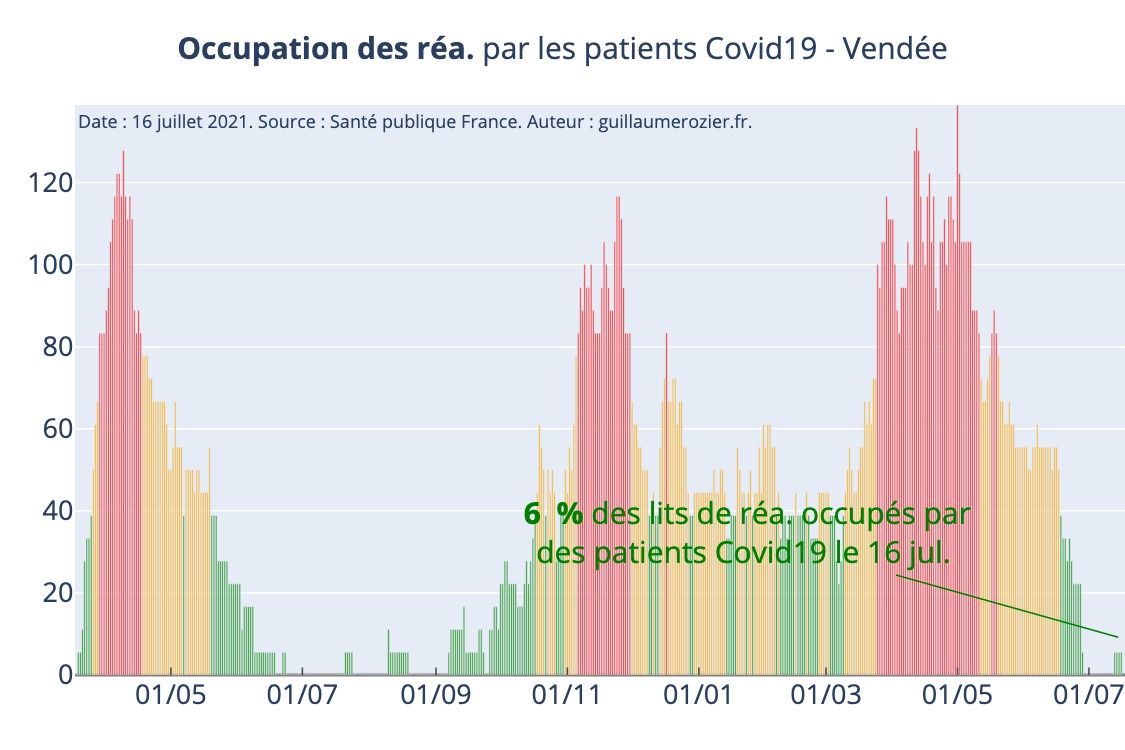 Occupation des réa. par les patients Covid19 - Vendée
Date : 16 juillet 2021. Source : Santé publique France. Auteur : guillaumerozier.fr.
120
100
80
60
40
20
0
6 % des lits de réa. occupés par
des patients Covid19 le 16 jul.
01/05 01/07 01/09 01/11 01/01 01/03 01/05 01/07